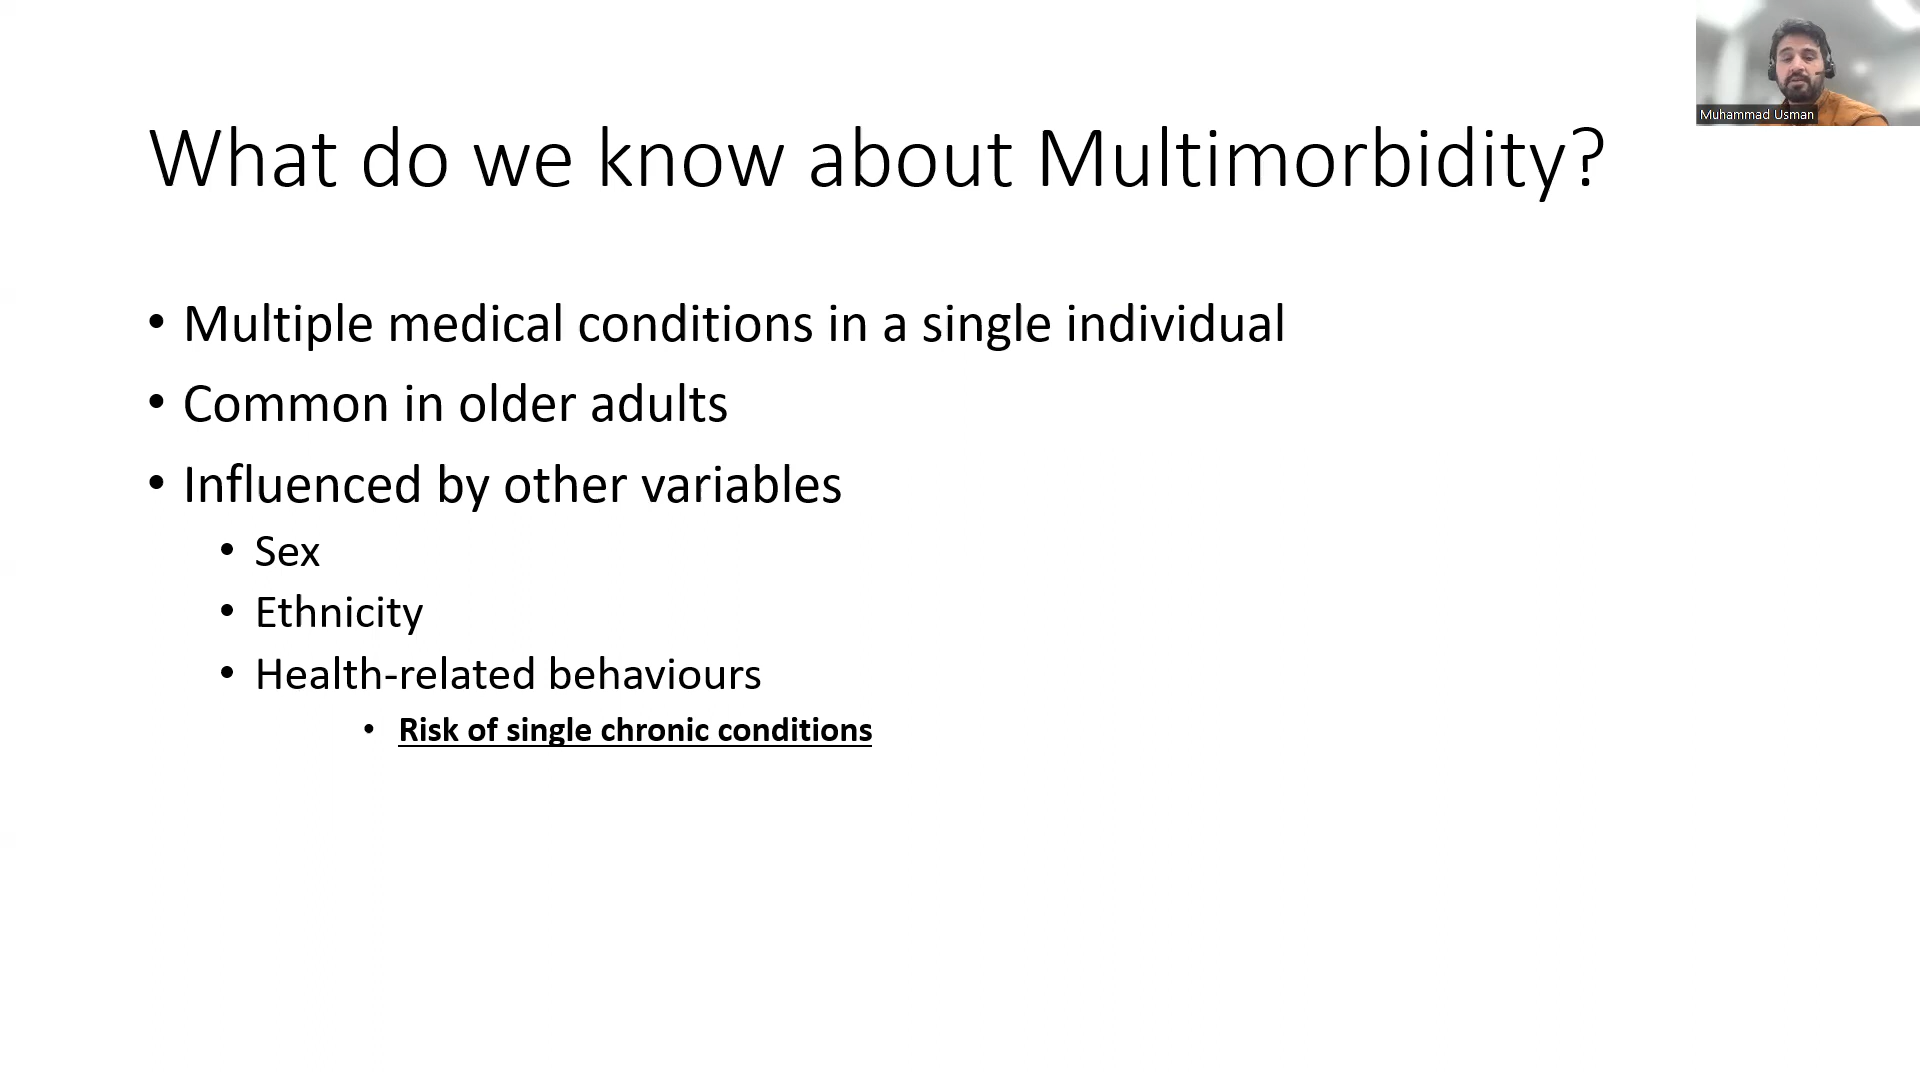 Muhammad Usman
What do we know about Multimorbidity?
• Multiple medical conditions in a single individual
• Common in older adults
• Influenced by other variables
• Sex
• Ethnicity
• Health-related behaviours
• Risk of single chronic conditions